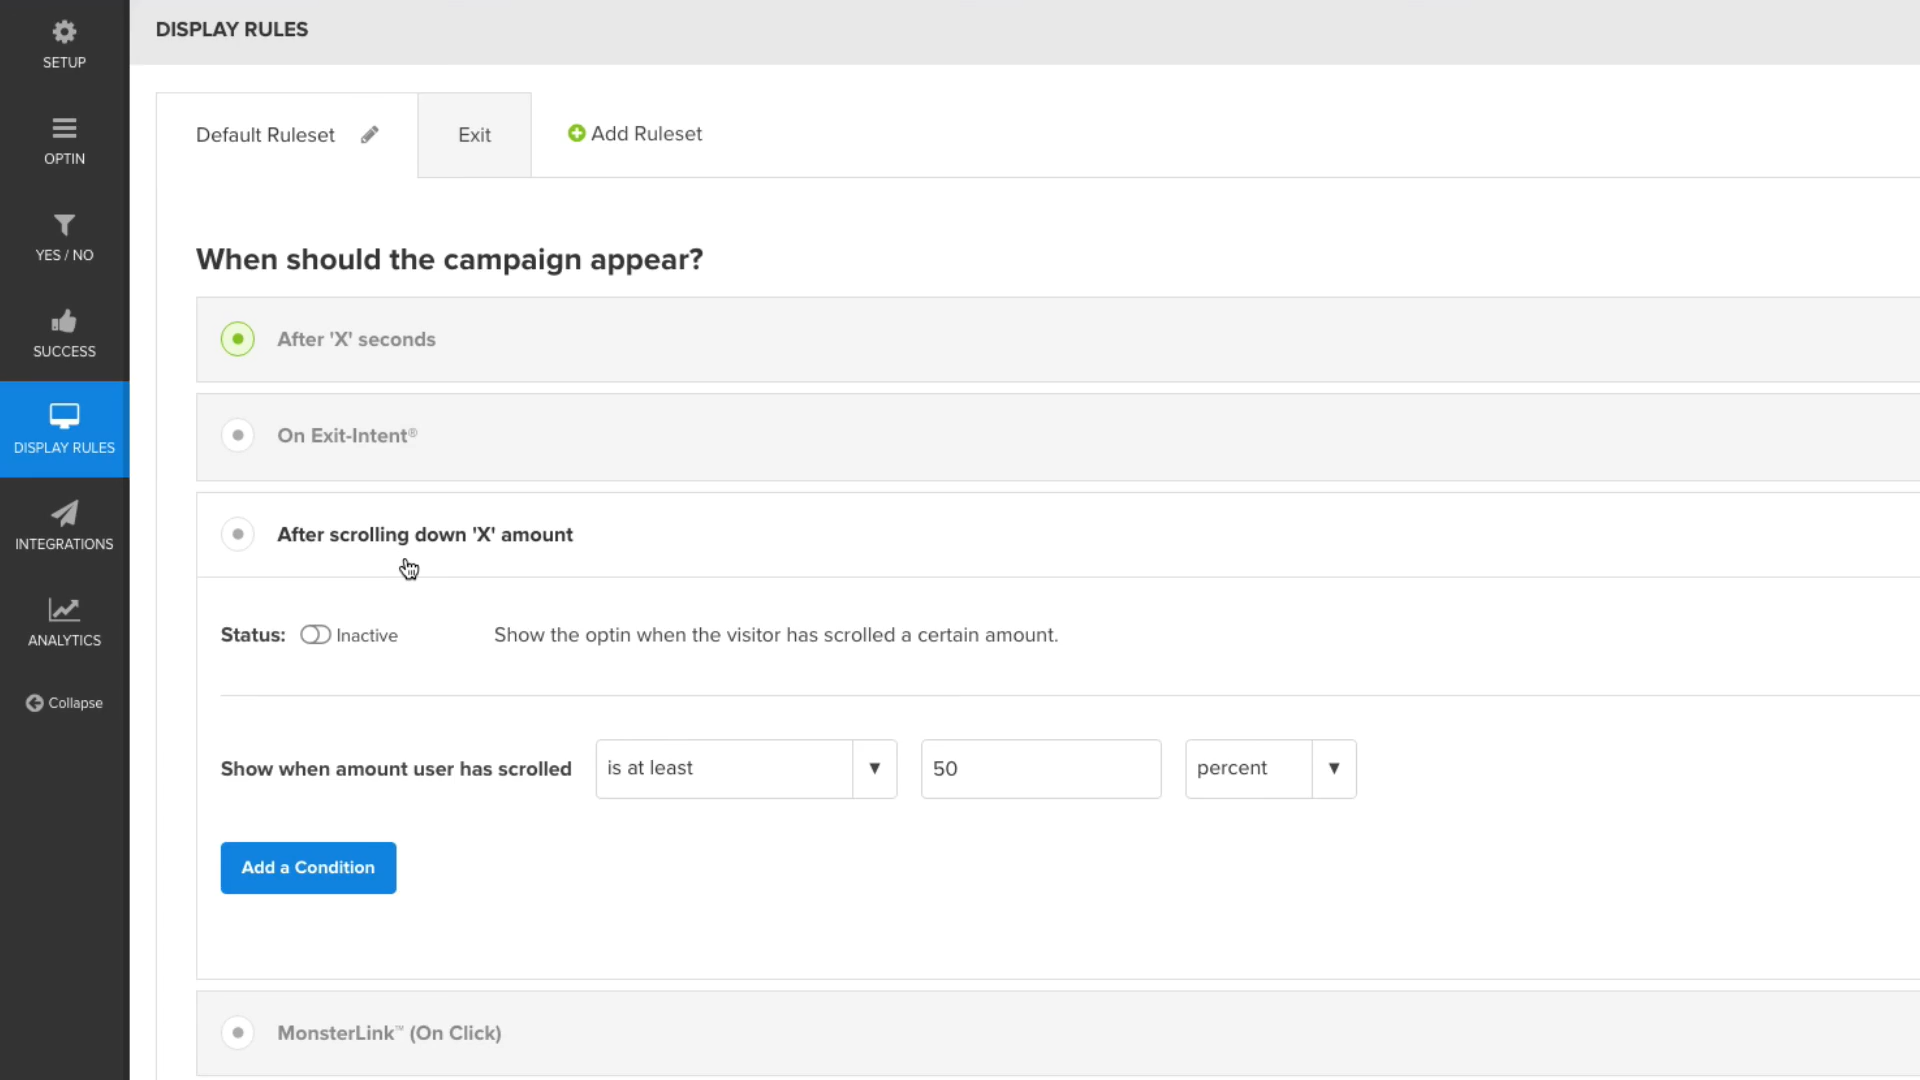 DISPLAY RULES
SETUP
OPTIN
YES / NO
SUCCESS
DISPLAY RULES
INTEGRATIONS
ANALYTICS
Collapse
Default Ruleset
Exit
Add Ruleset
When should the campaign appear?
After 'X' seconds
On Exit-Intent®
After scrolling down 'X' amount
Status: Inactive Show the optin when the visitor has scrolled a certain amount.
Show when amount user has scrolled is at least 50 percent
Add a Condition
MonsterLink™ (On Click)